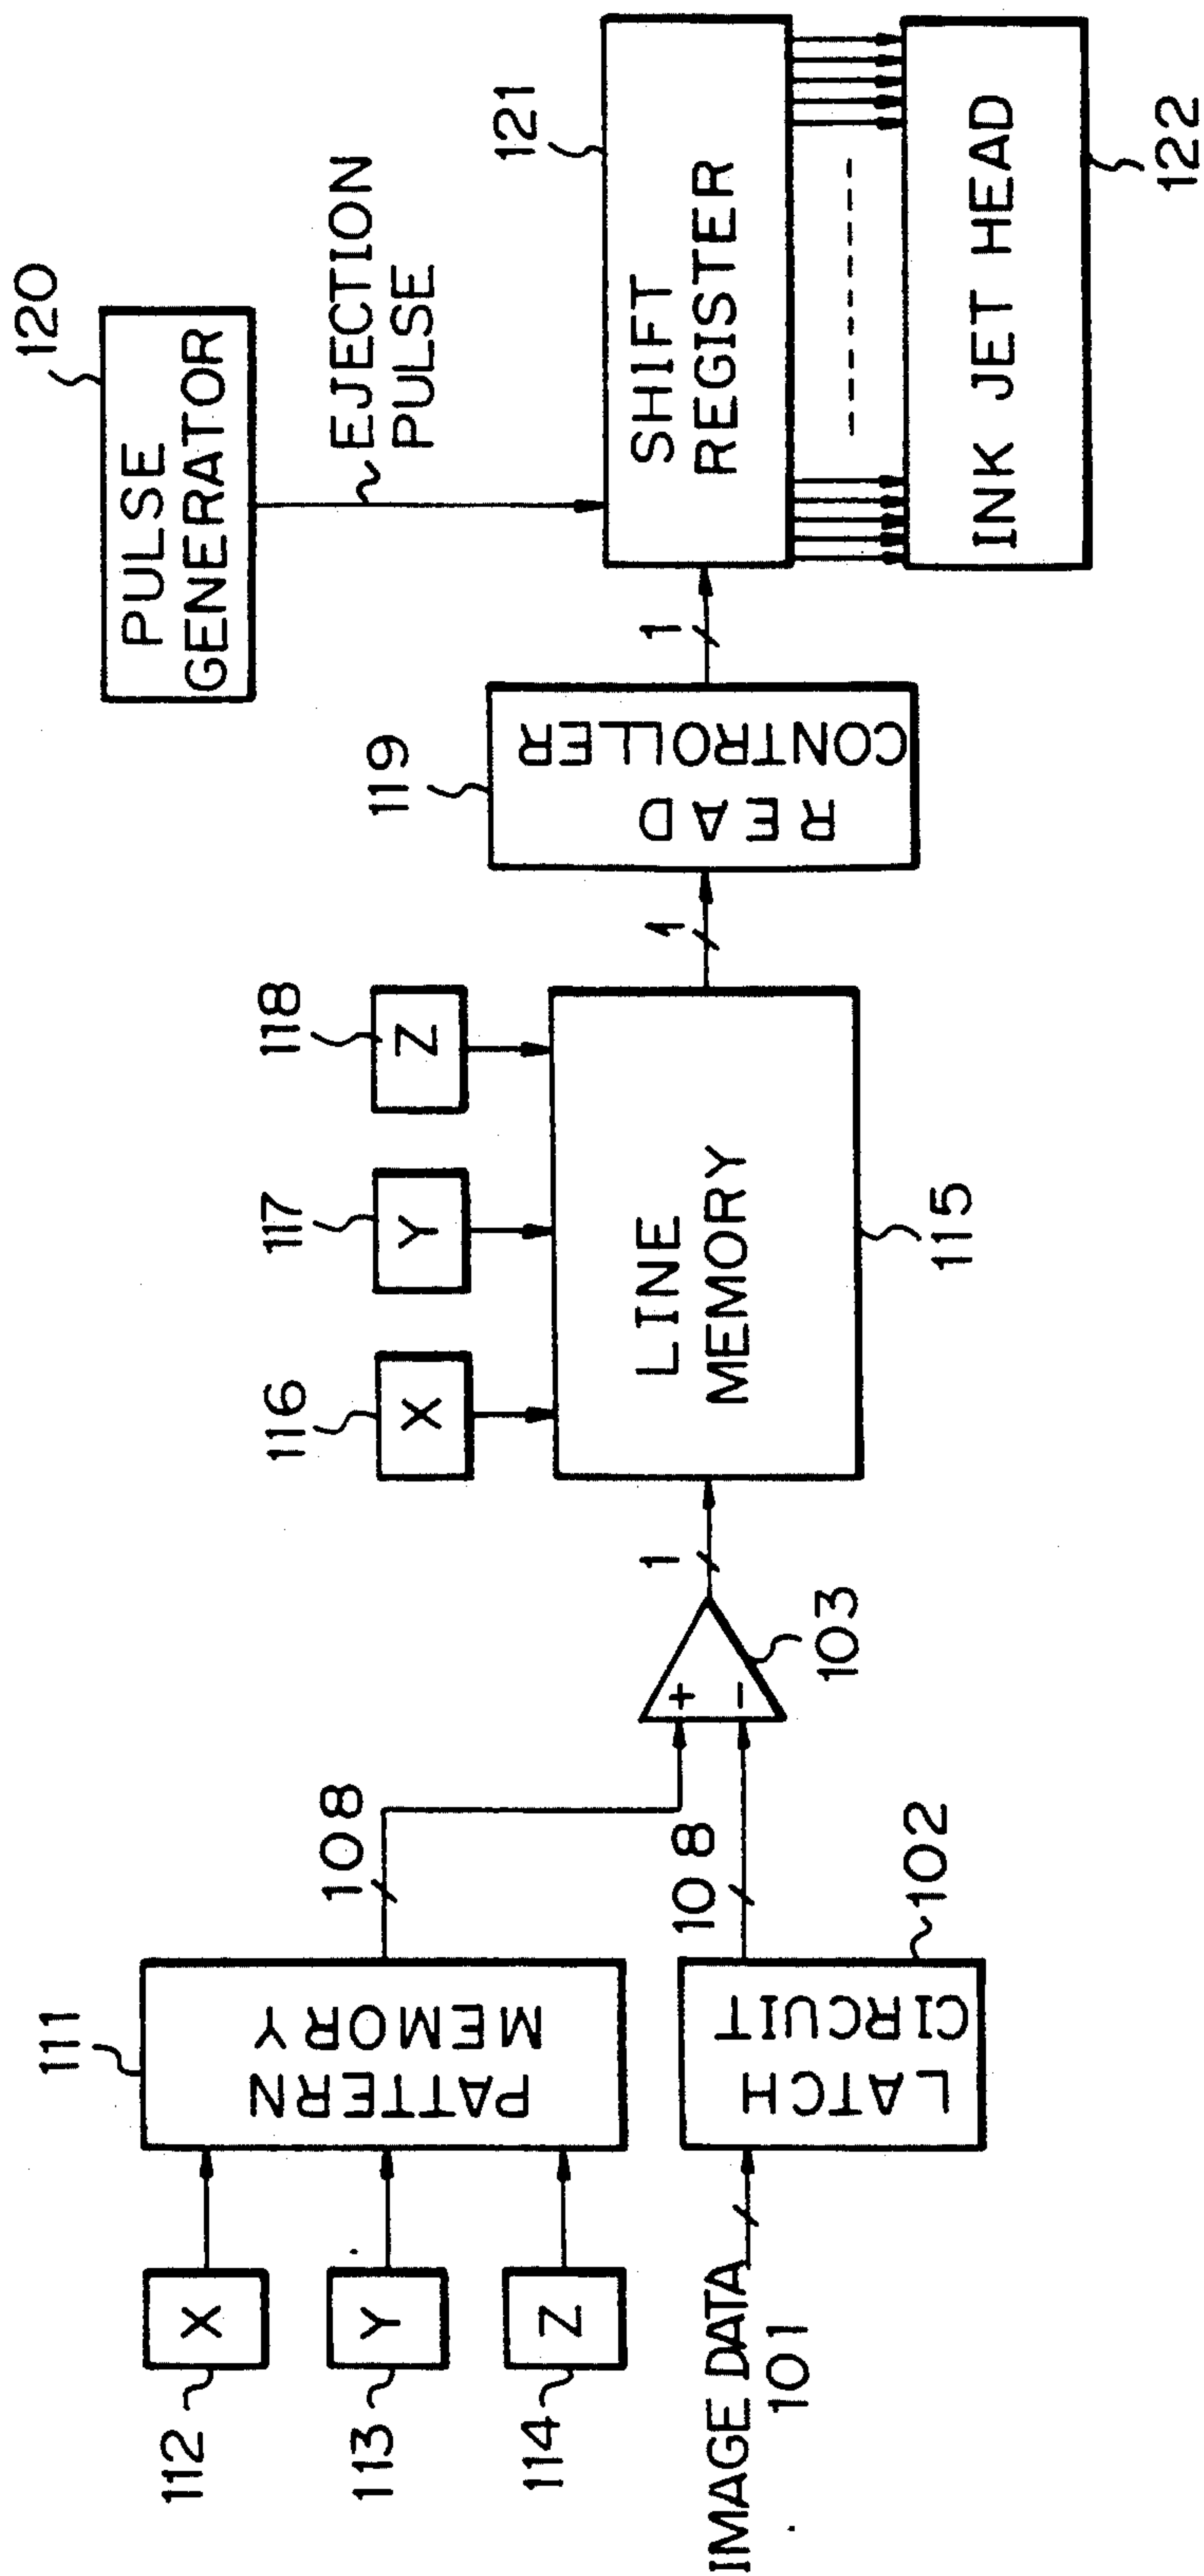 112
X
113
Y
114
Z
111
PATTERN
MEMORY
108
IMAGE DATA
101
LATCH
CIRCUIT
102
108
+
-
103
1
116
X
117
Y
118
Z
LINE
MEMORY
115
1
119
READ
CONTROLLER
1
120
PULSE
GENERATOR
EJECTION
PULSE
121
SHIFT
REGISTER
INK JET HEAD
122